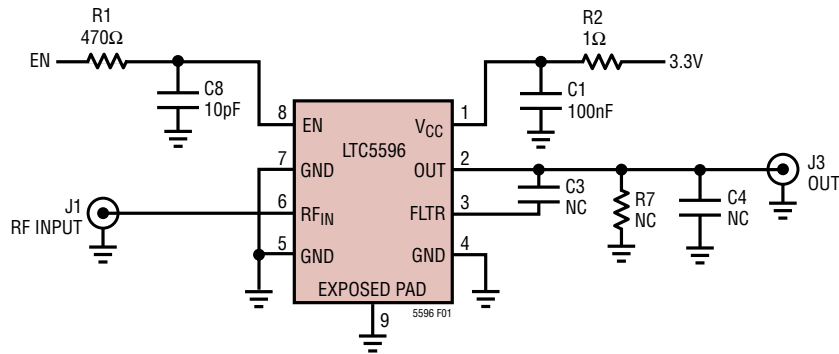 R1
470Ω
EN
C8
10pF
R2
1Ω
3.3V
C1
100nF
8
EN
1
VCC
LTC5596
7
GND
2
OUT
J3
OUT
C3
NC
R7
NC
C4
NC
J1
RF INPUT
6
RFIN
3
FLTR
5
GND
4
GND
EXPOSED PAD
9
5596 F01